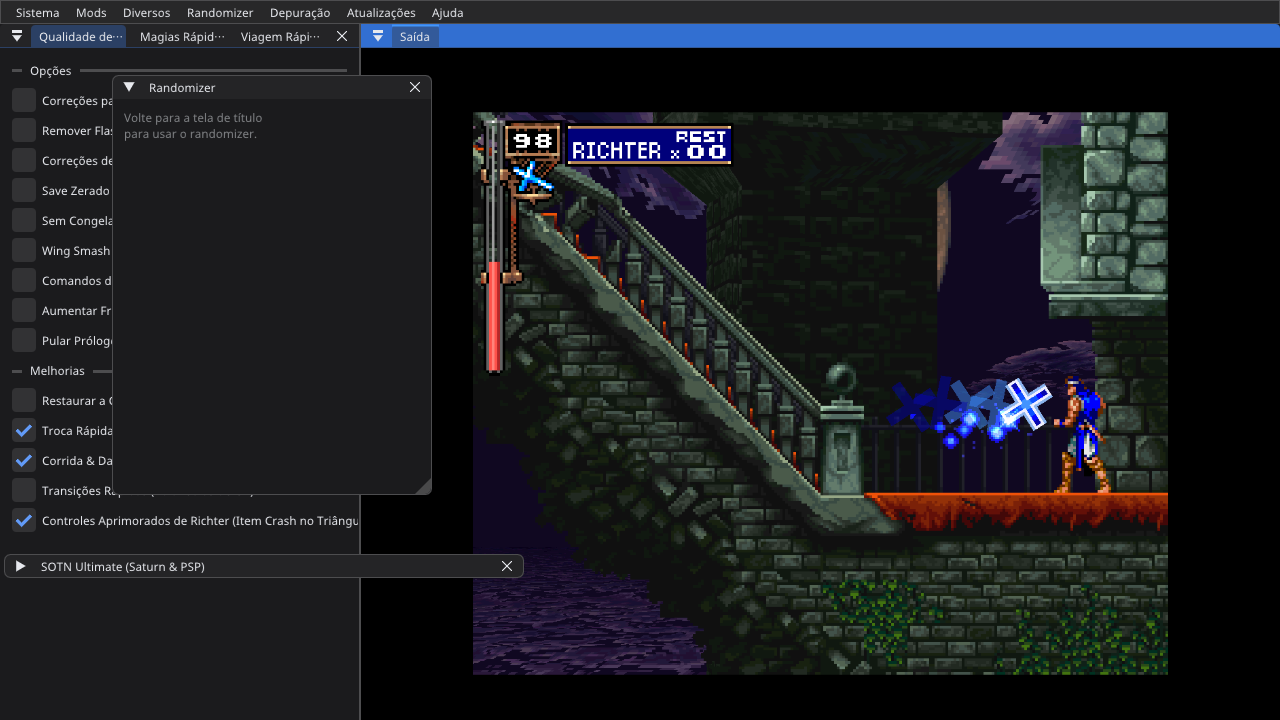 Sistema Mods Diversos Randomizer Depuração Atualizações Ajuda
Qualidade de··· Magias Rápid··· Viagem Rápi···
Saída
Opções
Randomizer
Volte para a tela de título
para usar o randomizer.
Correções pa
Remover Flas
Correções de
Save Zerado
Sem Congela
Wing Smash
Comandos d
Aumentar Fr
Pular Prólog
Melhorias
Restaurar a
Troca Rápida
Corrida & Da
Transições
Controles Aprimorados de Richter (Item Crash no Triângu
SOTN Ultimate (Saturn & PSP)
98
REST
RICHTER x 00